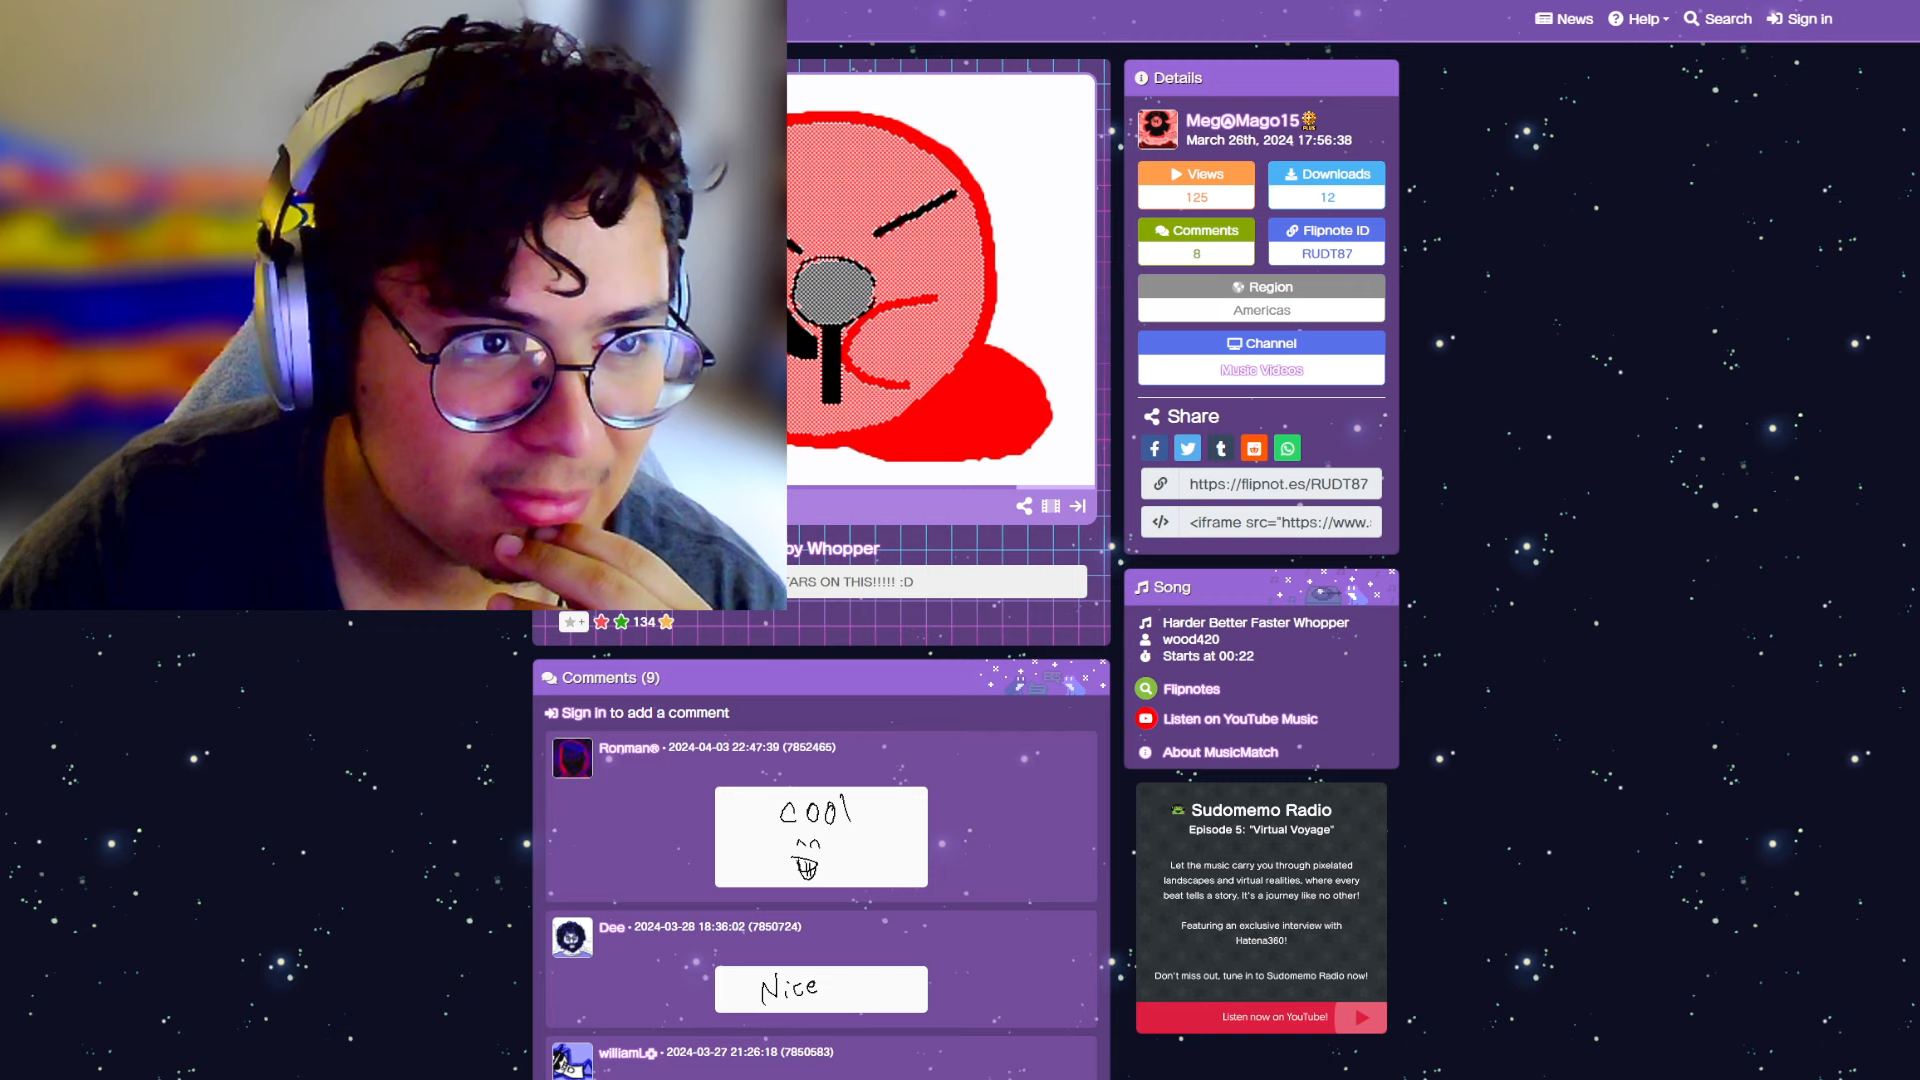 News
Help
Search
Sign in
Details
Meg Mago15
PLUS
March 26th, 2024 17:56:38
Views
125
Downloads
12
Comments
8
Flipnote ID
RUDT87
Region
Americas
Channel
Music Videos
Share
https://flipnot.es/RUDT87
<iframe src="https://www.
by Whopper
TARS ON THIS!!!!! :D
+ 134
Comments (9)
Sign in to add a comment
Ronman® • 2024-04-03 22:47:39 (7852465)
cool
Dee • 2024-03-28 18:36:02 (7850724)
Nice
williamL • 2024-03-27 21:26:18 (7850583)
Song
Harder Better Faster Whopper
wood420
Starts at 00:22
Flipnotes
Listen on YouTube Music
About MusicMatch
Sudomemo Radio
Episode 5: "Virtual Voyage"
Let the music carry you through pixelated
landscapes and virtual realities, where every
beat tells a story. It's a journey like no other!
Featuring an exclusive interview with
Hatena360!
Don't miss out, tune in to Sudomemo Radio now!
Listen now on YouTube!